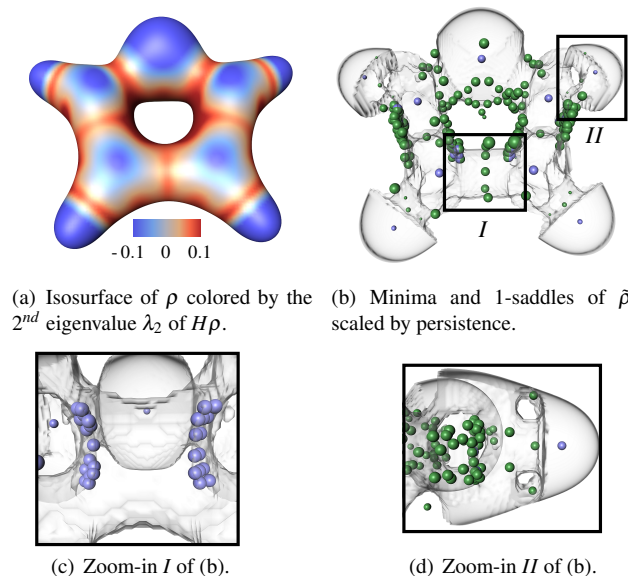 I
II
- 0.1 0 0.1
(a) Isosurface of ρ colored by the
2nd eigenvalue λ2 of Hρ.
(b) Minima and 1-saddles of ρ̃
scaled by persistence.
(c) Zoom-in I of (b).
(d) Zoom-in II of (b).